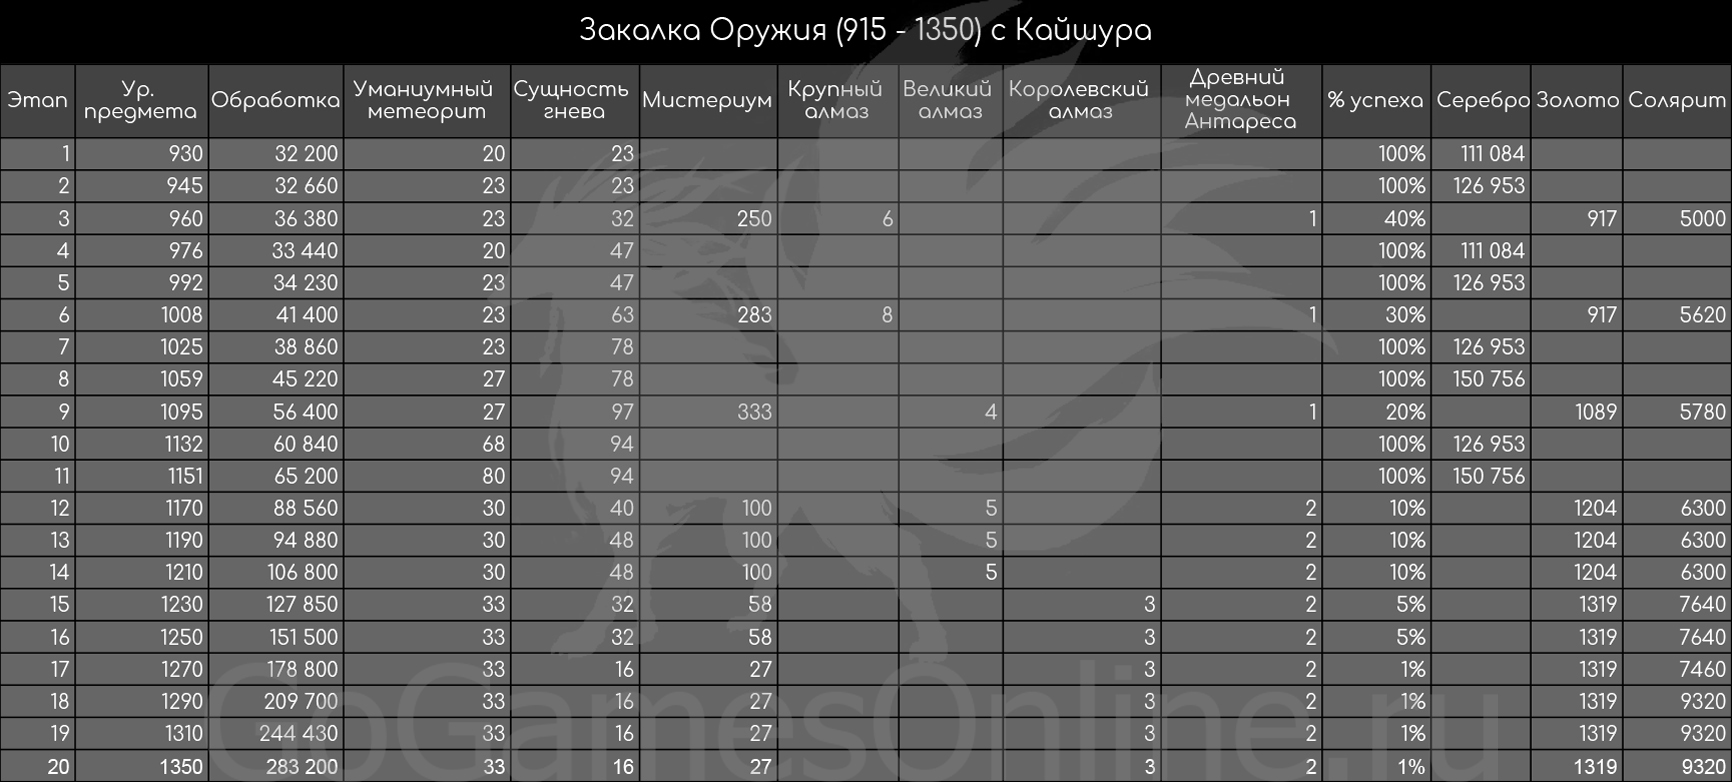 Закалка Оружия (915 - 1350) с Кайшура
Этап Ур. предмета Обработка Уманиумный метеорит Сущность гнева Мистериум Крупный алмаз Великий алмаз Королевский алмаз Древний медальон Антареса % успеха Серебро Золото Солярит
1 930 32 200 20 23 100% 111 084
2 945 32 660 23 23 100% 126 953
3 960 36 380 23 32 250 6 1 40% 917 5000
4 976 33 440 20 47 100% 111 084
5 992 34 230 23 47 100% 126 953
6 1008 41 400 23 63 283 8 1 30% 917 5620
7 1025 38 860 23 78 100% 126 953
8 1059 45 220 27 78 100% 150 756
9 1095 56 400 27 97 333 4 1 20% 1089 5780
10 1132 60 840 68 94 100% 126 953
11 1151 65 200 80 94 100% 150 756
12 1170 88 560 30 40 100 5 2 10% 1204 6300
13 1190 94 880 30 48 100 5 2 10% 1204 6300
14 1210 106 800 30 48 100 5 2 10% 1204 6300
15 1230 127 850 33 32 58 3 2 5% 1319 7640
16 1250 151 500 33 32 58 3 2 5% 1319 7640
17 1270 178 800 33 16 27 3 2 1% 1319 7460
18 1290 209 700 33 16 27 3 2 1% 1319 9320
19 1310 244 430 33 16 27 3 2 1% 1319 9320
20 1350 283 200 33 16 27 3 2 1% 1319 9320
GoGamesOnline.ru